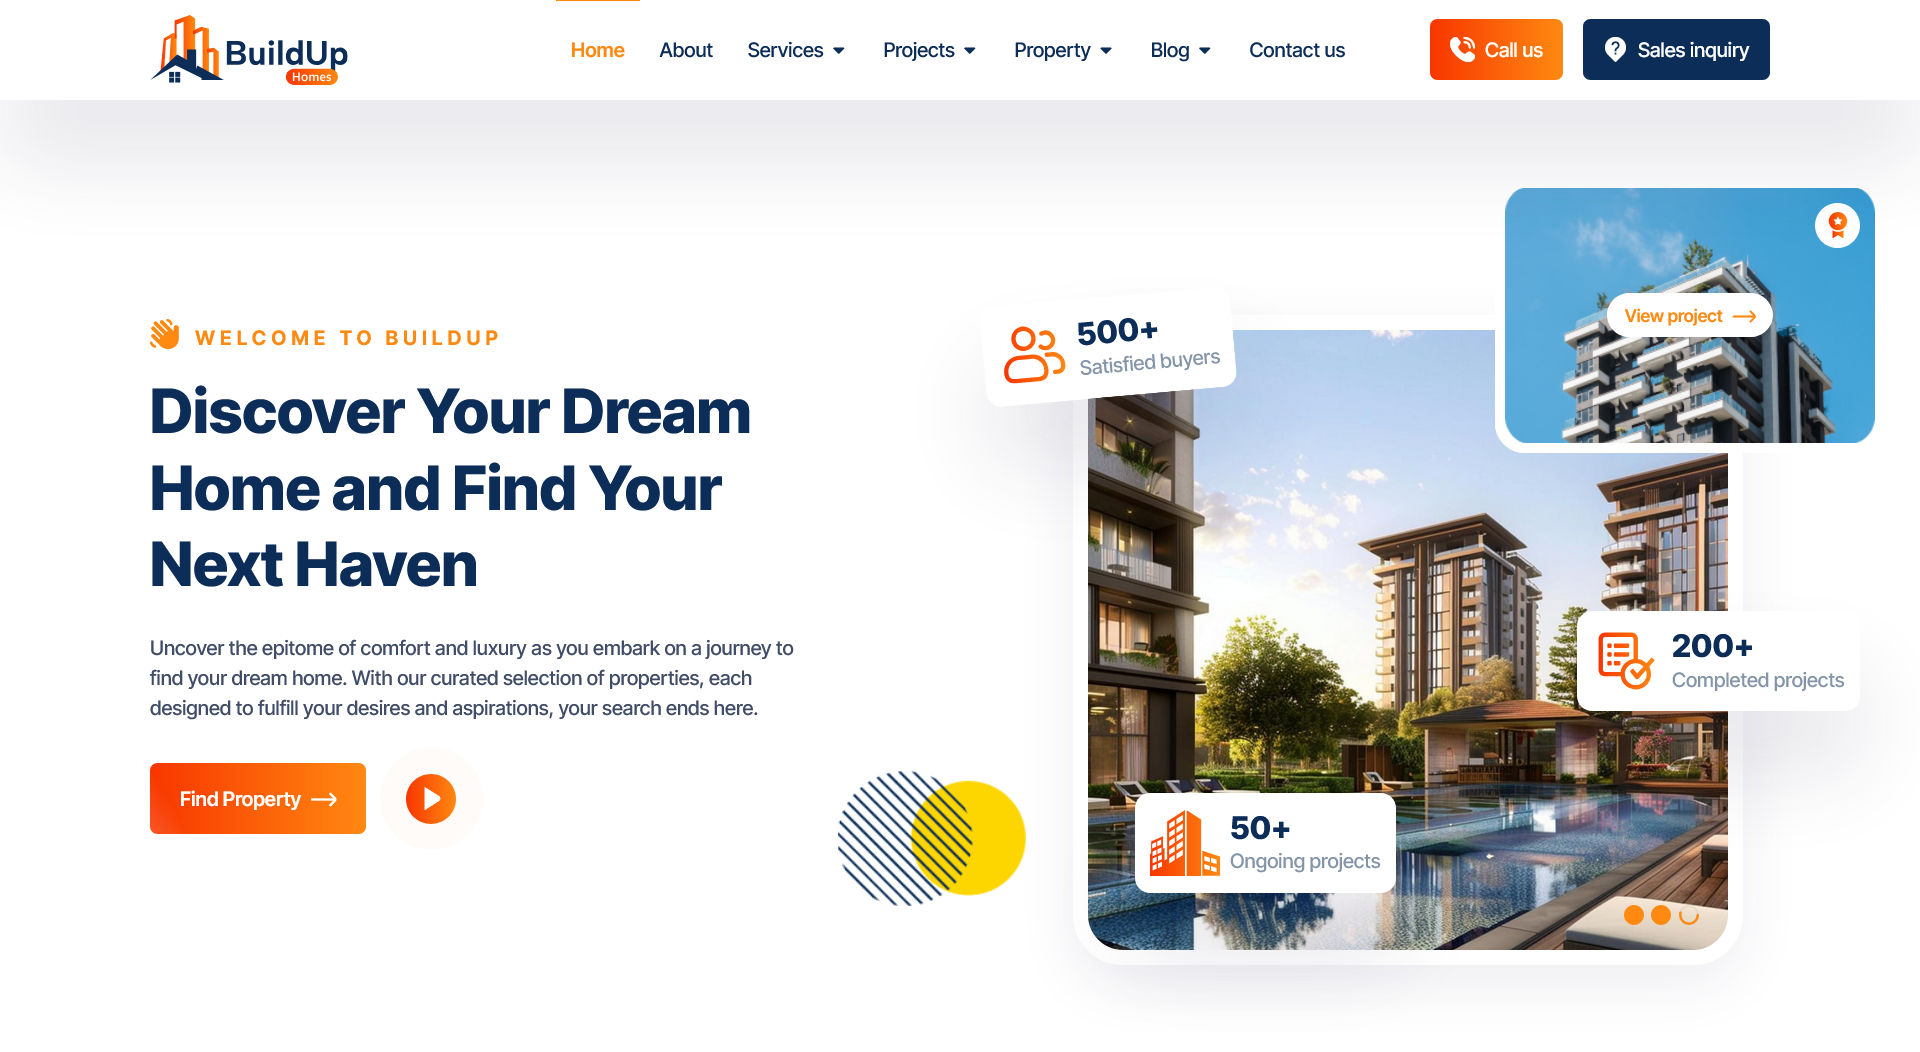 BuildUp
Homes
Home
About
Services
Projects
Property
Blog
Contact us
Call us
Sales inquiry
WELCOME TO BUILDUP
Discover Your Dream
Home and Find Your
Next Haven
Uncover the epitome of comfort and luxury as you embark on a journey to
find your dream home. With our curated selection of properties, each
designed to fulfill your desires and aspirations, your search ends here.
Find Property
500+
Satisfied buyers
View project
200+
Completed projects
50+
Ongoing projects